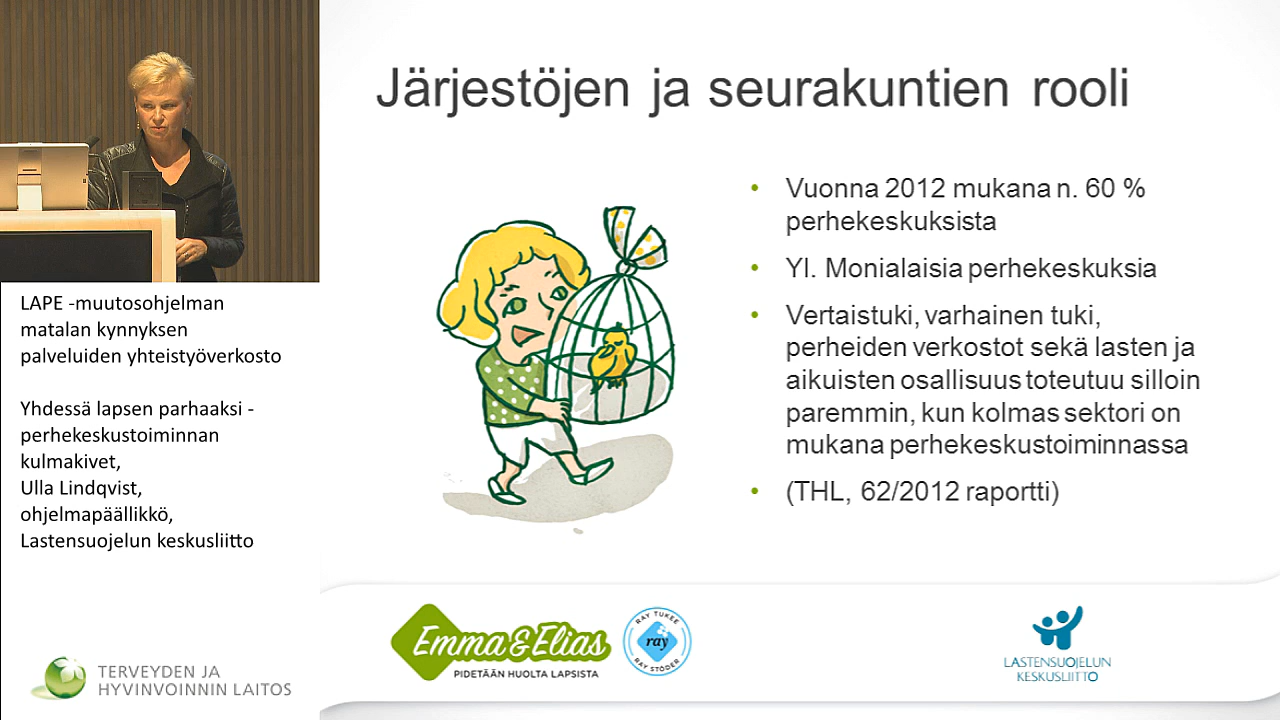 Järjestöjen ja seurakuntien rooli
• Vuonna 2012 mukana n. 60 %
perhekeskuksista
• Yl. Monialaisia perhekeskuksia
• Vertaistuki, varhainen tuki,
perheiden verkostot sekä lasten ja
aikuisten osallisuus toteutuu silloin
paremmin, kun kolmas sektori on
mukana perhekeskustoiminnassa
• (THL, 62/2012 raportti)
LAPE -muutosohjelman
matalan kynnyksen
palveluiden yhteistyöverkosto
Yhdessä lapsen parhaaksi -
perhekeskustoiminnan
kulmakivet,
Ulla Lindqvist,
ohjelmapäällikkö,
Lastensuojelun keskusliitto
TERVEYDEN JA
HYVINVOINNIN LAITOS
Emma & Elias
PIDETÄÄN HUOLTA LAPSISTA
RAY TUKEE
ray
RAY STÖDER
LASTENSUOJELUN
KESKUSLIITTO